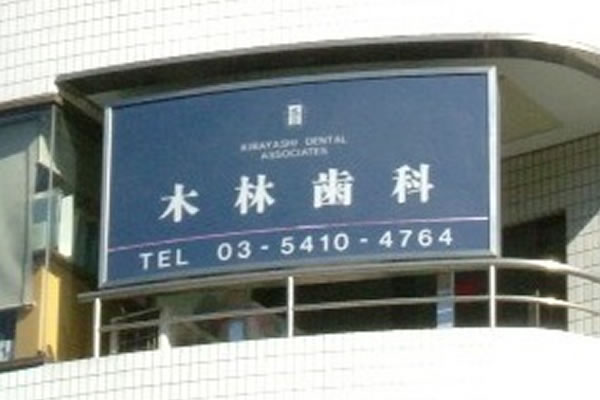 KIBAYASHI DENTAL
ASSOCIATES
木林歯科
TEL 03-5410-4764